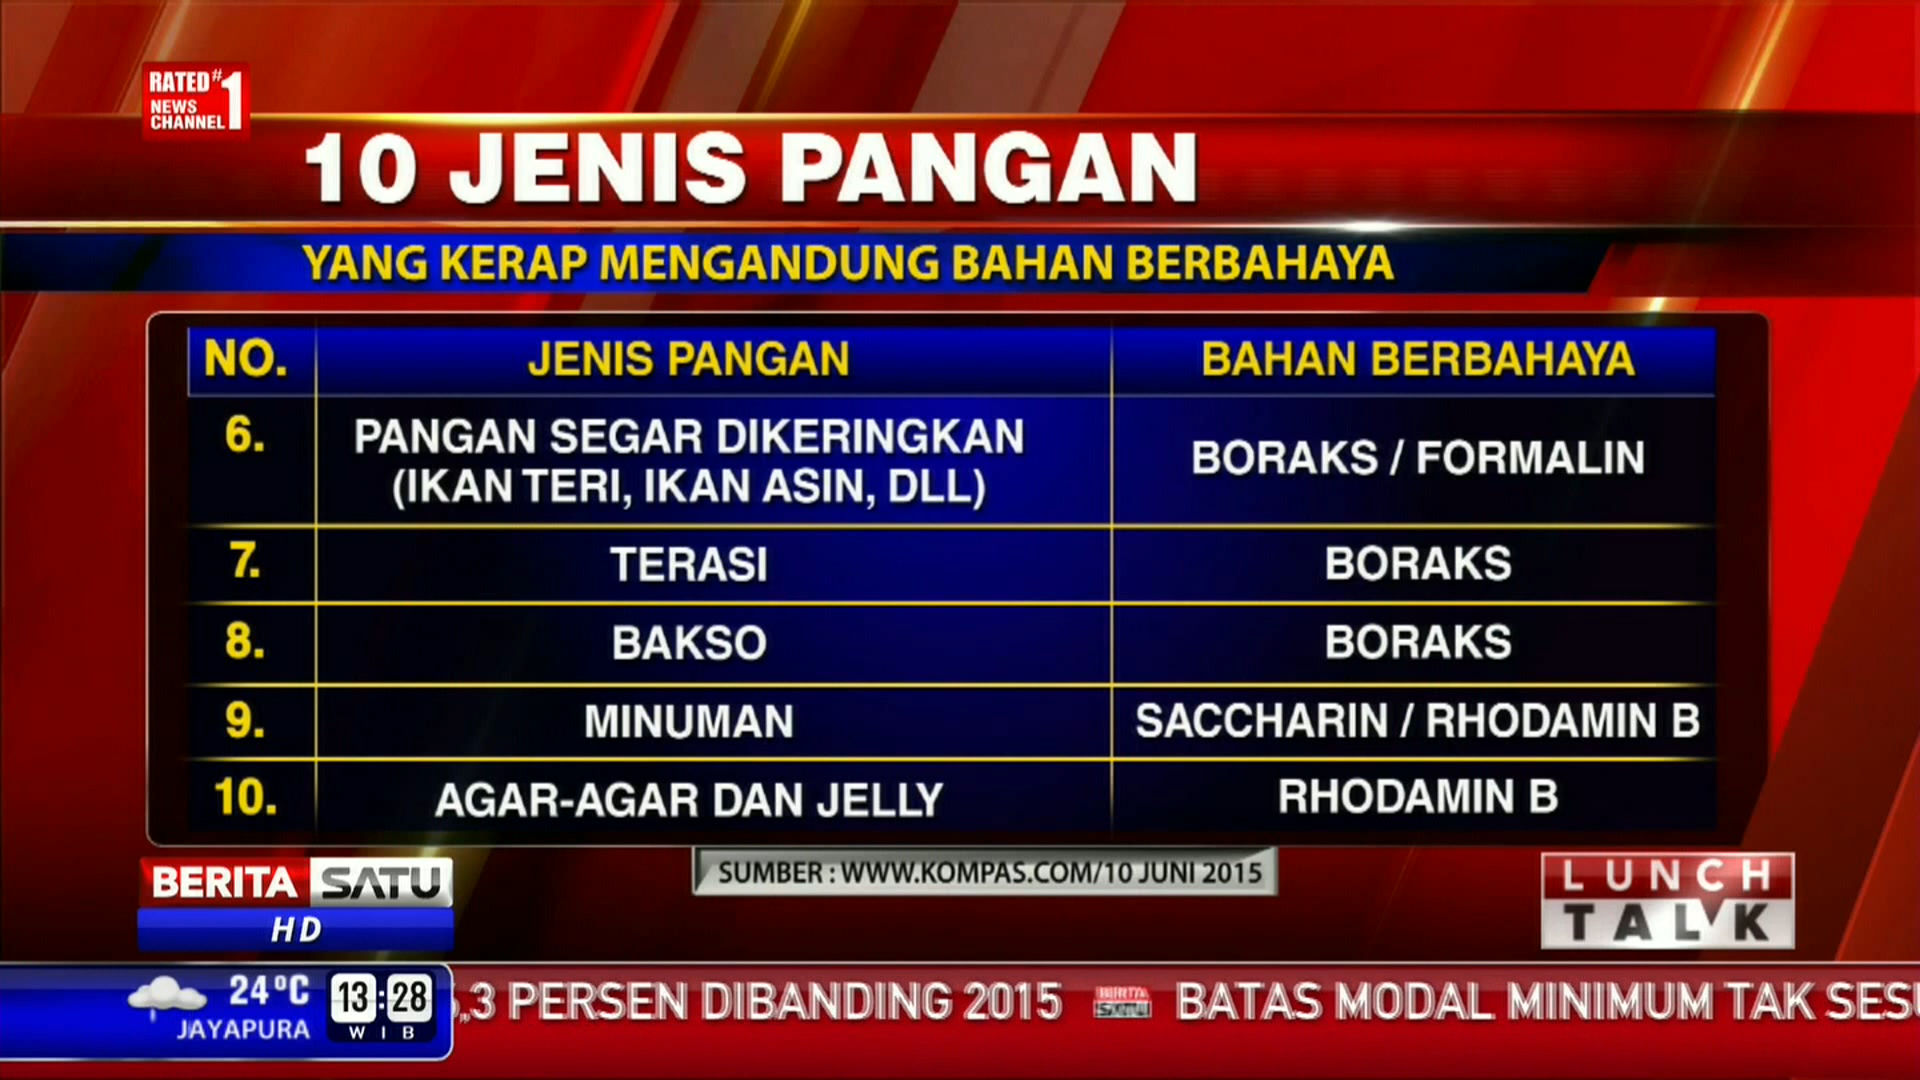 RATED #1
NEWS
CHANNEL
10 JENIS PANGAN
YANG KERAP MENGANDUNG BAHAN BERBAHAYA
NO. JENIS PANGAN BAHAN BERBAHAYA
6. PANGAN SEGAR DIKERINGKAN
(IKAN TERI, IKAN ASIN, DLL) BORAKS / FORMALIN
7. TERASI BORAKS
8. BAKSO BORAKS
9. MINUMAN SACCHARIN / RHODAMIN B
10. AGAR-AGAR DAN JELLY RHODAMIN B
SUMBER : WWW.KOMPAS.COM/10 JUNI 2015
BERITA SATU
HD
LUNCH
TALK
24°C
JAYAPURA
13:28
WIB
,3 PERSEN DIBANDING 2015 BERITA SATU BATAS MODAL MINIMUM TAK